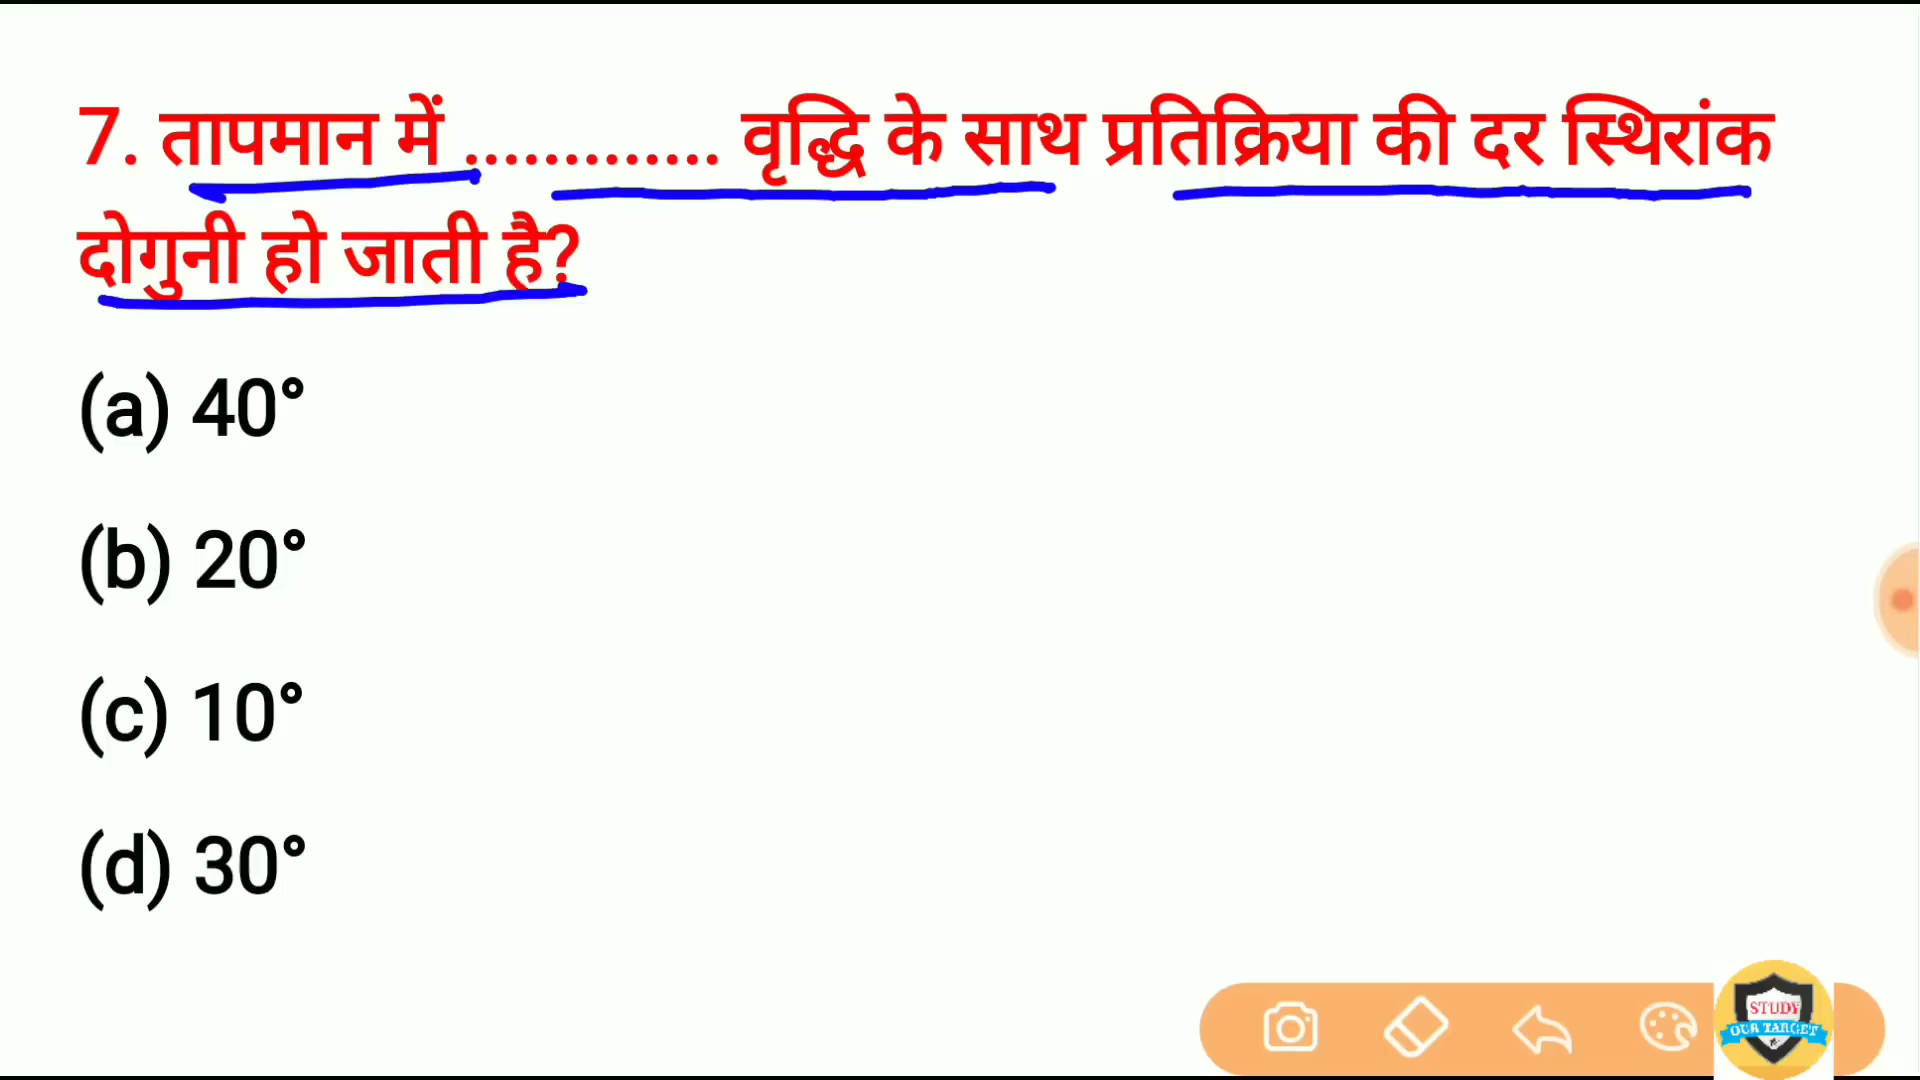 7. तापमान में ............. वृद्धि के साथ प्रतिक्रिया की दर स्थिरांक
दोगुनी हो जाती है?
(a) 40°
(b) 20°
(c) 10°
(d) 30°
STUDY
OUR TARGET